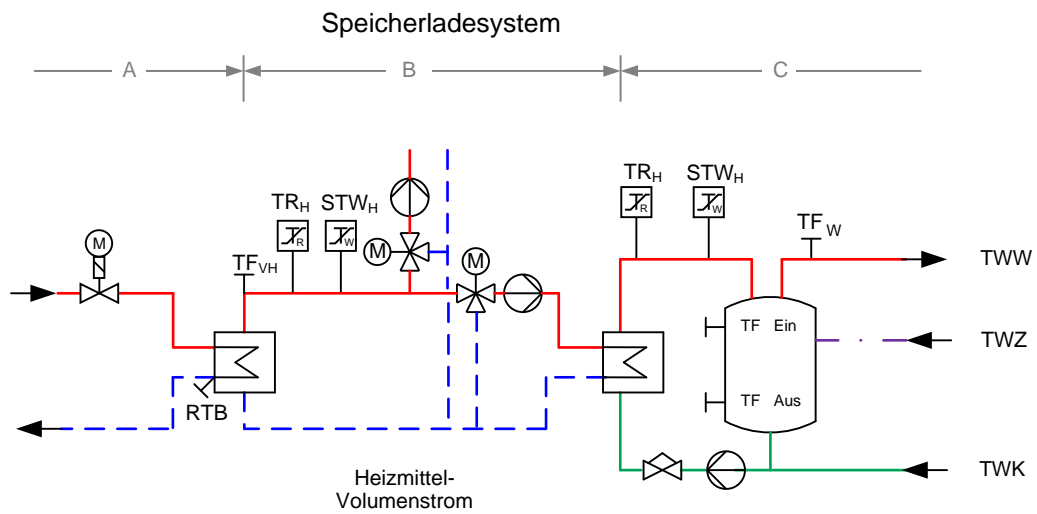 Speicherladesystem
A
B
C
TRH
STWH
TRH
STWH
R
W
R
W
M
M
M
TFVH
TFW
TWW
TF Ein
TWZ
RTB
TF Aus
TWK
Heizmittel-
Volumenstrom